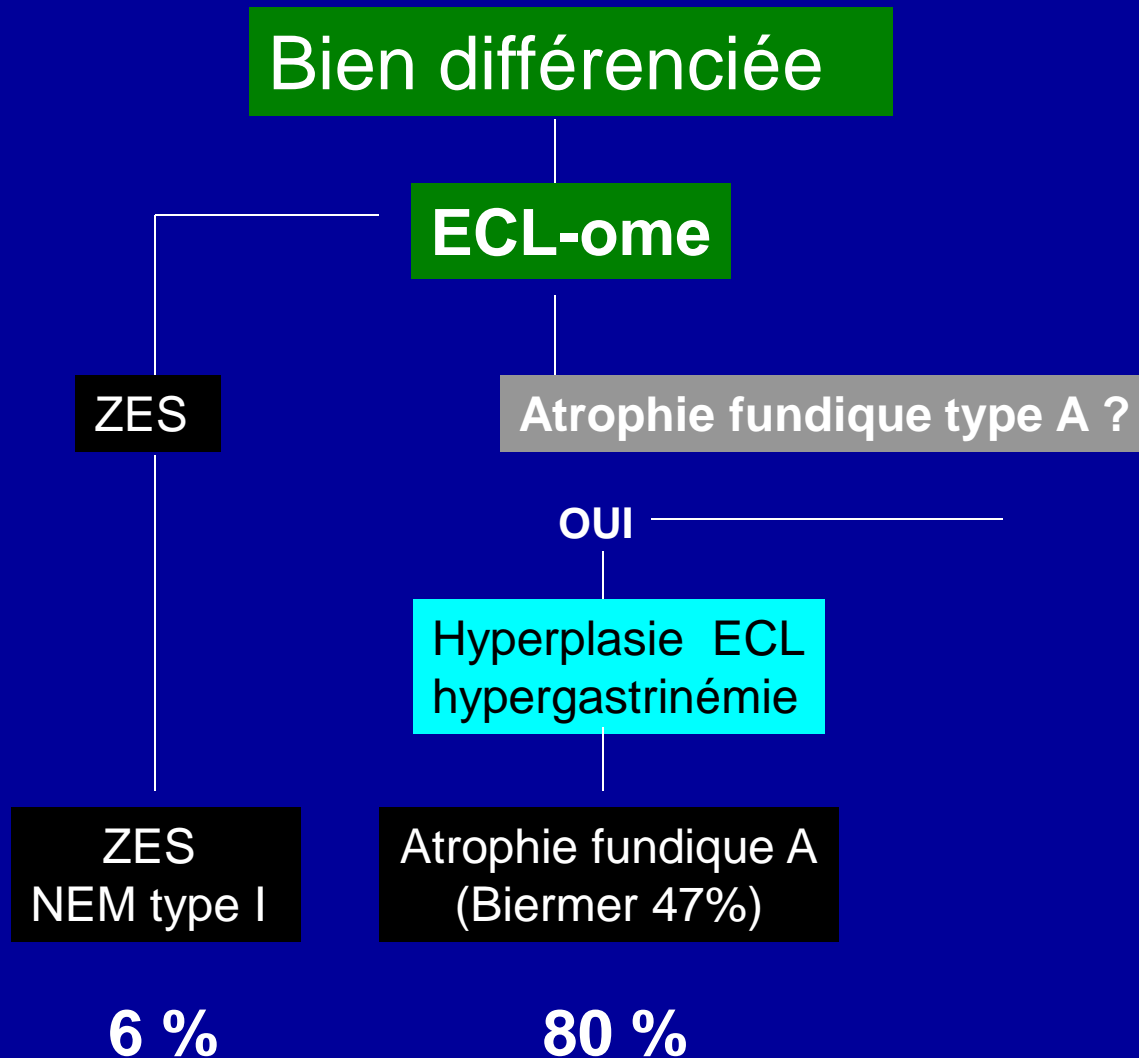 Bien différenciée
ECL-ome
ZES
Atrophie fundique type A ?
OUI
Hyperplasie ECL
hypergastrinémie
ZES
NEM type I
Atrophie fundique A
(Biermer 47%)
6 %
80 %